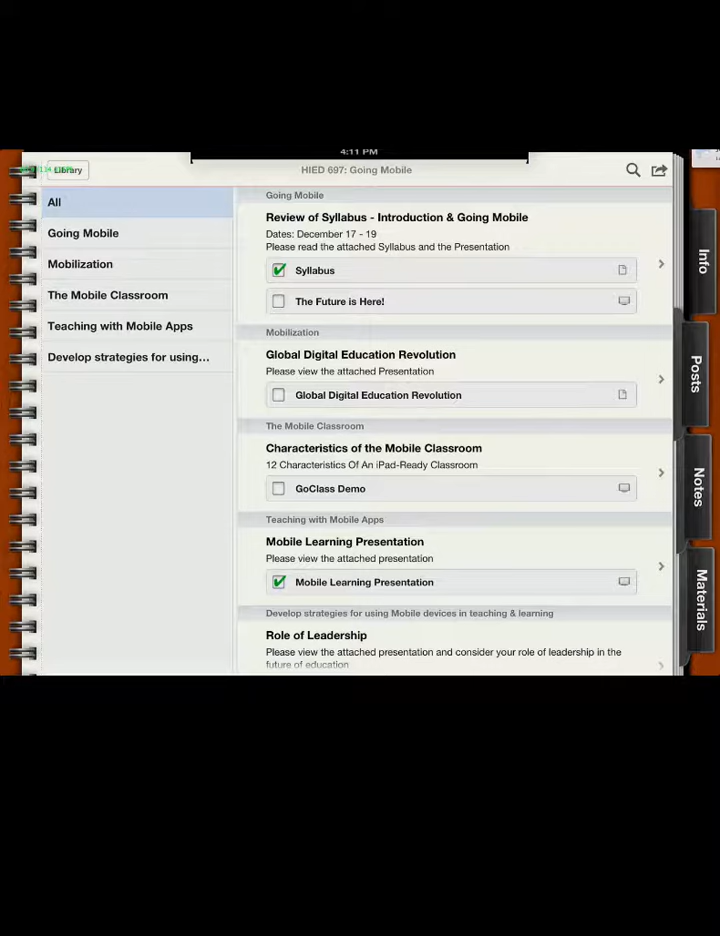 4:11 PM
Library
HIED 697: Going Mobile
All
Going Mobile
Mobilization
The Mobile Classroom
Teaching with Mobile Apps
Develop strategies for using...
Going Mobile
Review of Syllabus - Introduction & Going Mobile
Dates: December 17 - 19
Please read the attached Syllabus and the Presentation
Syllabus
The Future is Here!
Mobilization
Global Digital Education Revolution
Please view the attached Presentation
Global Digital Education Revolution
The Mobile Classroom
Characteristics of the Mobile Classroom
12 Characteristics Of An iPad-Ready Classroom
GoClass Demo
Teaching with Mobile Apps
Mobile Learning Presentation
Please view the attached presentation
Mobile Learning Presentation
Develop strategies for using Mobile devices in teaching & learning
Role of Leadership
Please view the attached presentation and consider your role of leadership in the
future of education
Info
Posts
Notes
Materials